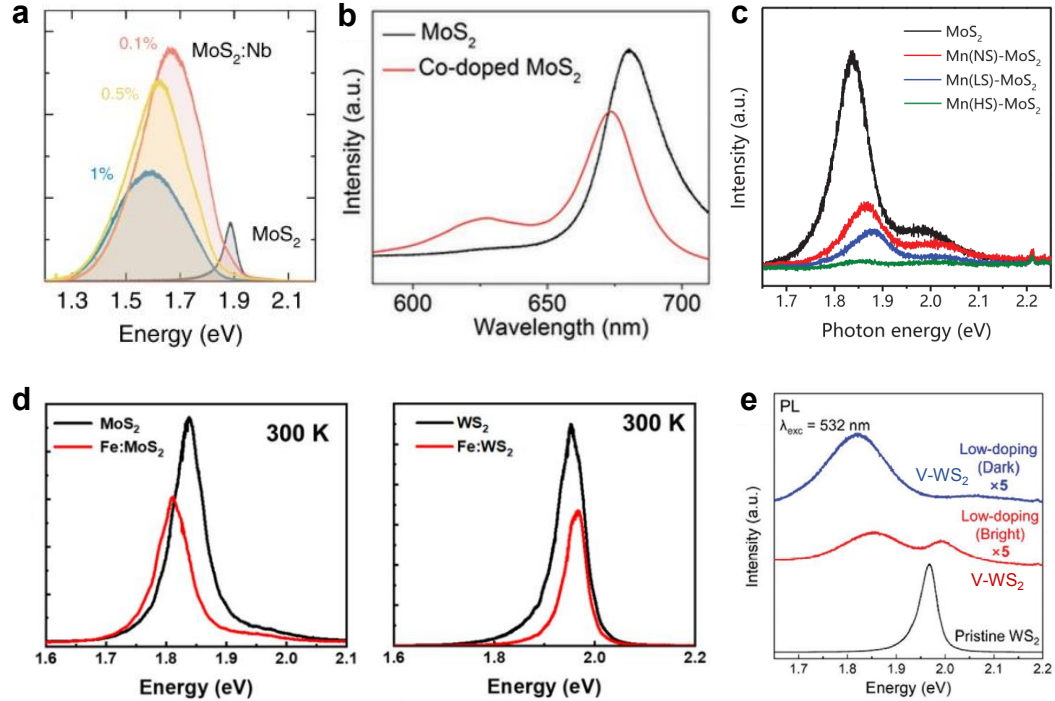 a
0.1%
MoS₂:Nb
0.5%
1%
MoS₂
1.3 1.5 1.7 1.9 2.1
Energy (eV)
b
MoS₂
Co-doped MoS₂
Intensity (a.u.)
600 650 700
Wavelength (nm)
c
MoS₂
Mn(NS)-MoS₂
Mn(LS)-MoS₂
Mn(HS)-MoS₂
Intensity (a.u.)
1.7 1.8 1.9 2.0 2.1 2.2
Photon energy (eV)
d
MoS₂
Fe:MoS₂
300 K
1.6 1.7 1.8 1.9 2.0 2.1
Energy (eV)
WS₂
Fe:WS₂
300 K
1.6 1.8 2.0 2.2
Energy (eV)
e
PL
λexc = 532 nm
Low-doping
(Dark)
×5
V-WS₂
Low-doping
(Bright)
×5
V-WS₂
Pristine WS₂
Intensity (a.u.)
1.7 1.8 1.9 2.0 2.1 2.2
Energy (eV)